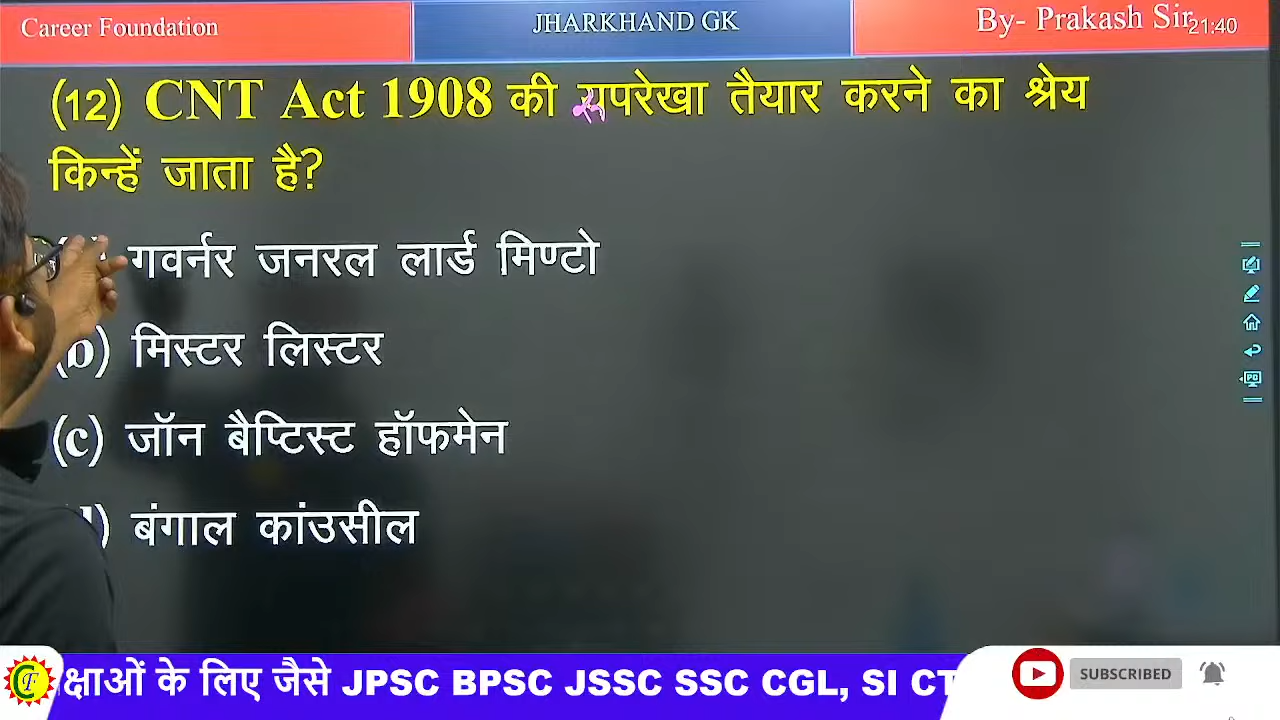 Career Foundation
JHARKHAND GK
By- Prakash Sir
21:40
(12) CNT Act 1908 की रुपरेखा तैयार करने का श्रेय
किन्हें जाता है?
गवर्नर जनरल लार्ड मिण्टो
(b) मिस्टर लिस्टर
(c) जॉन बैप्टिस्ट हॉफमेन
(d) बंगाल कांउसील
क्षाओं के लिए जैसे JPSC BPSC JSSC SSC CGL, SI CT
SUBSCRIBED